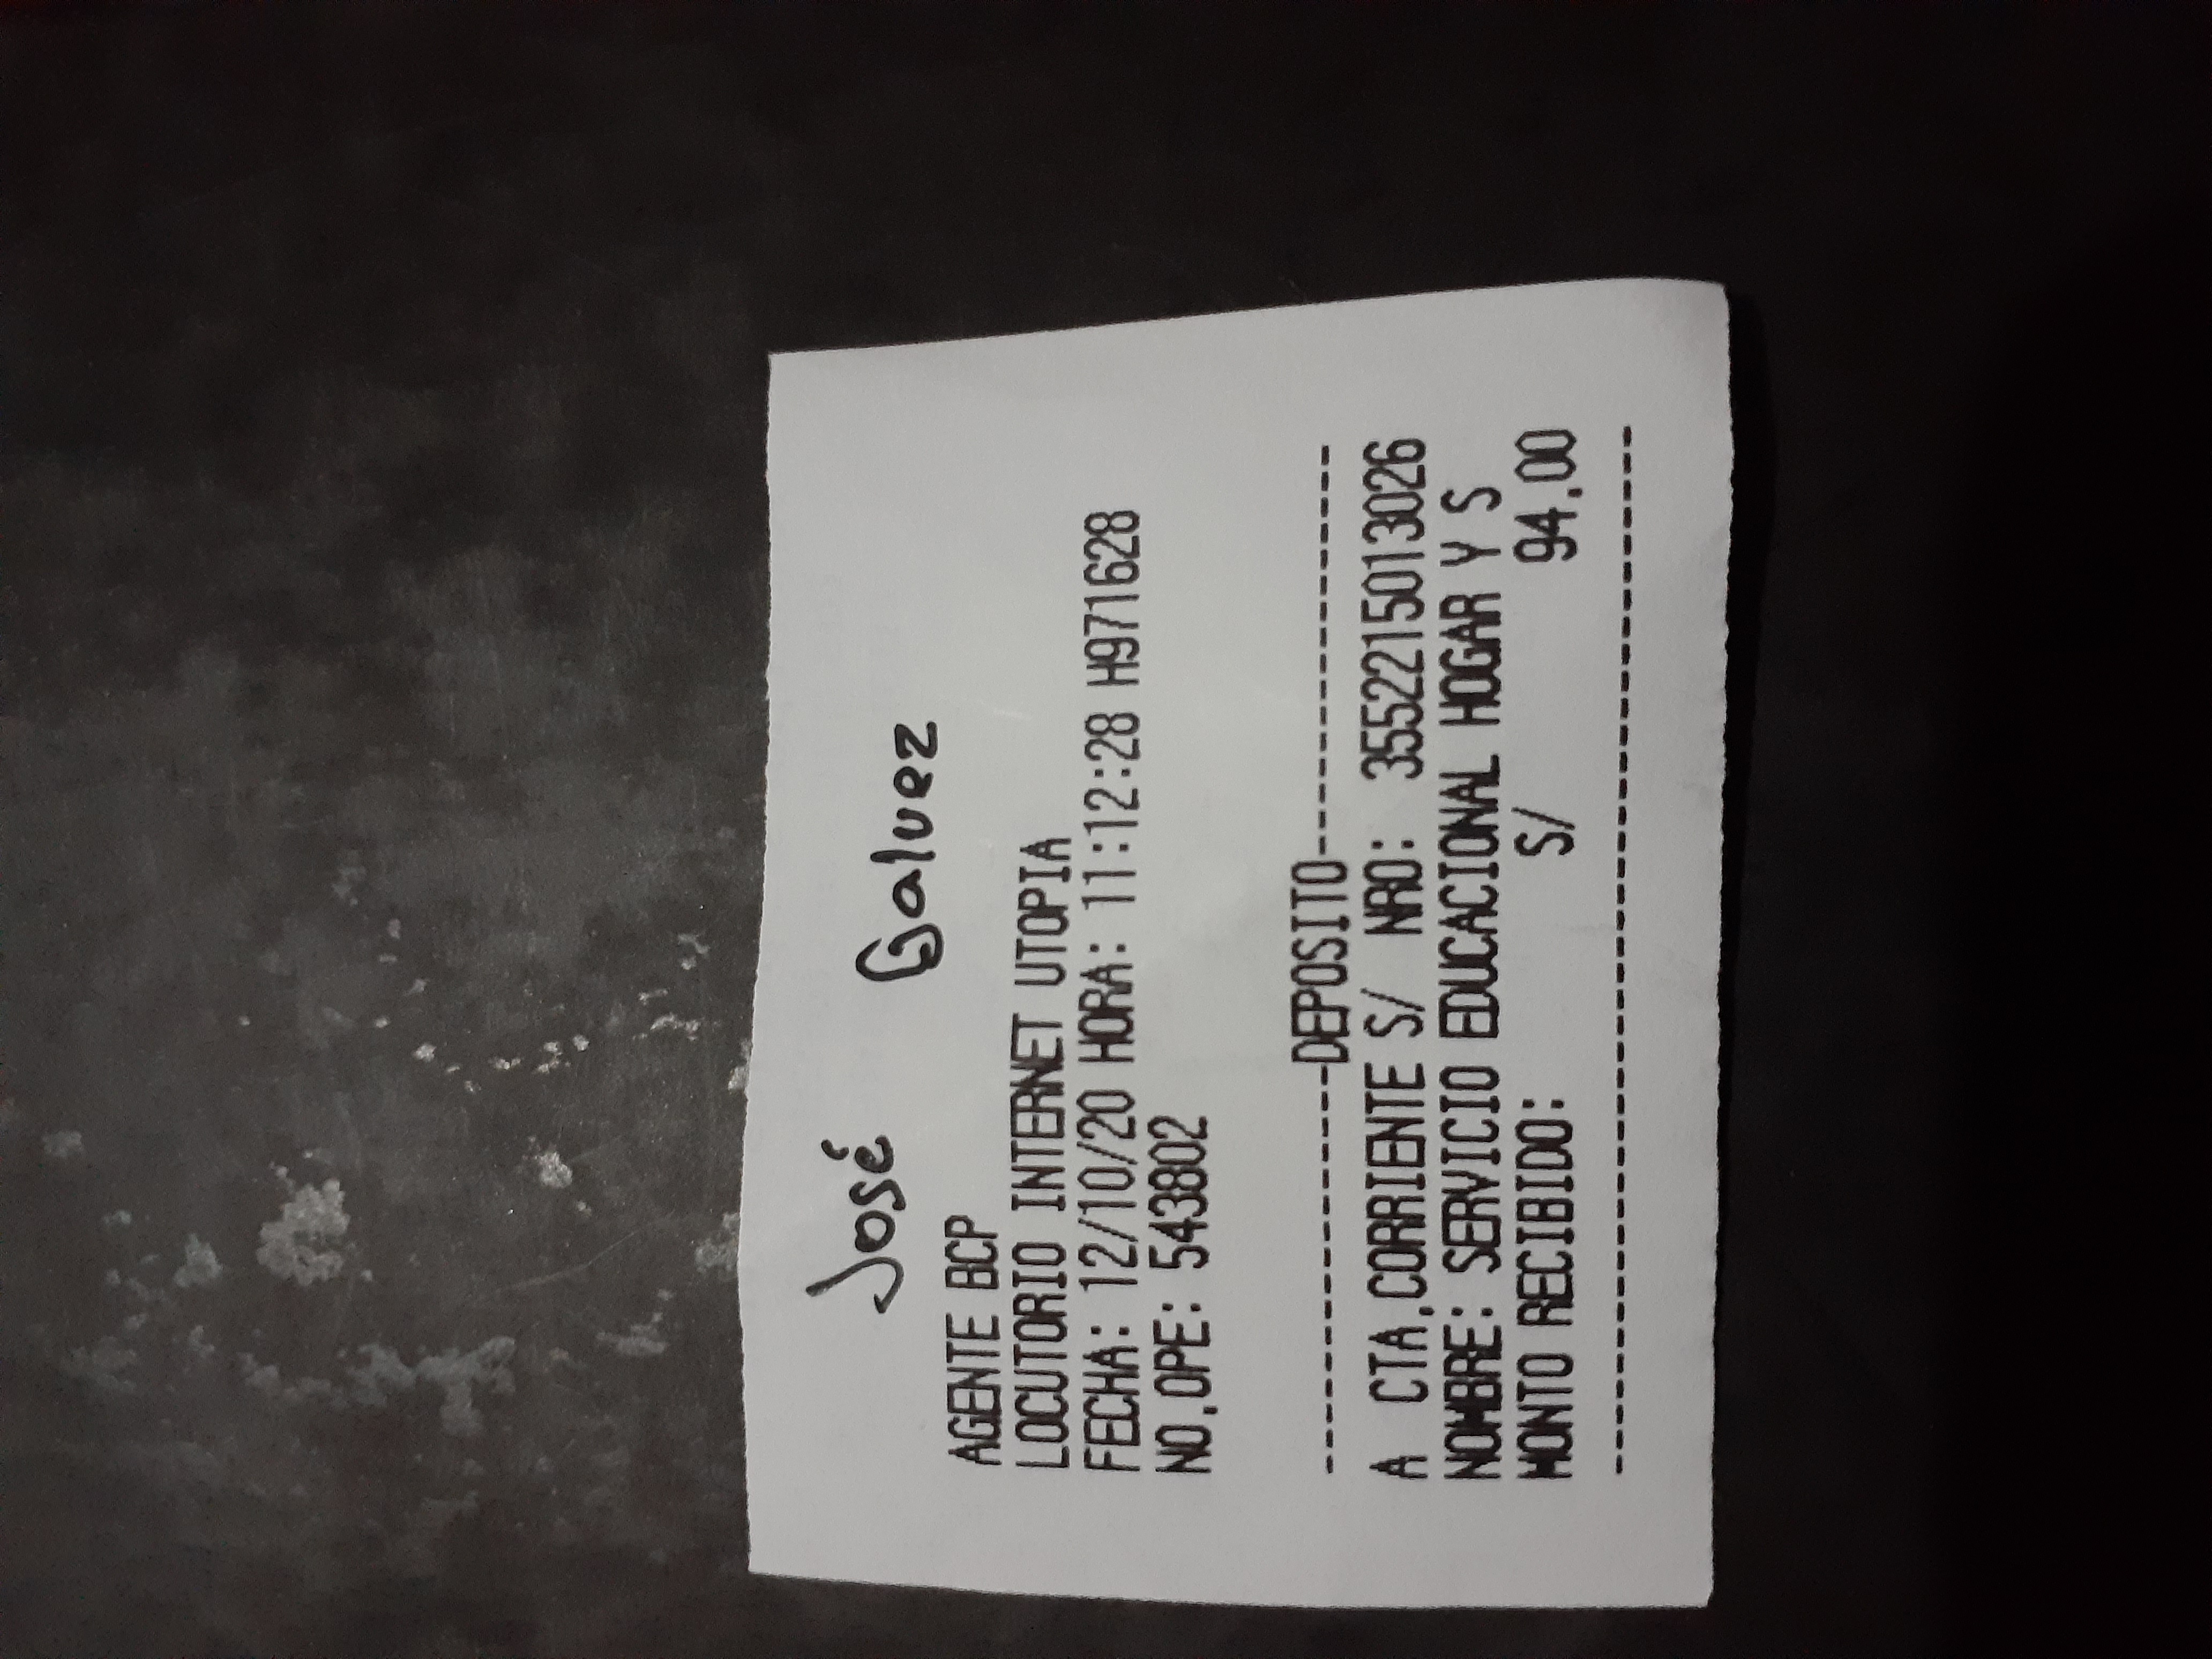 José Galvez
AGENTE BCP
LOCUTORIO INTERNET UTOPIA
FECHA: 12/10/20 HORA: 11:12:28 H971628
NO.OPE: 543802
--------------DEPOSITO--------------
A CTA.CORRIENTE S/ NRO: 3552215013026
NOMBRE: SERVICIO EDUCACIONAL HOGAR Y S
MONTO RECIBIDO: S/ 94.00
--------------------------------------